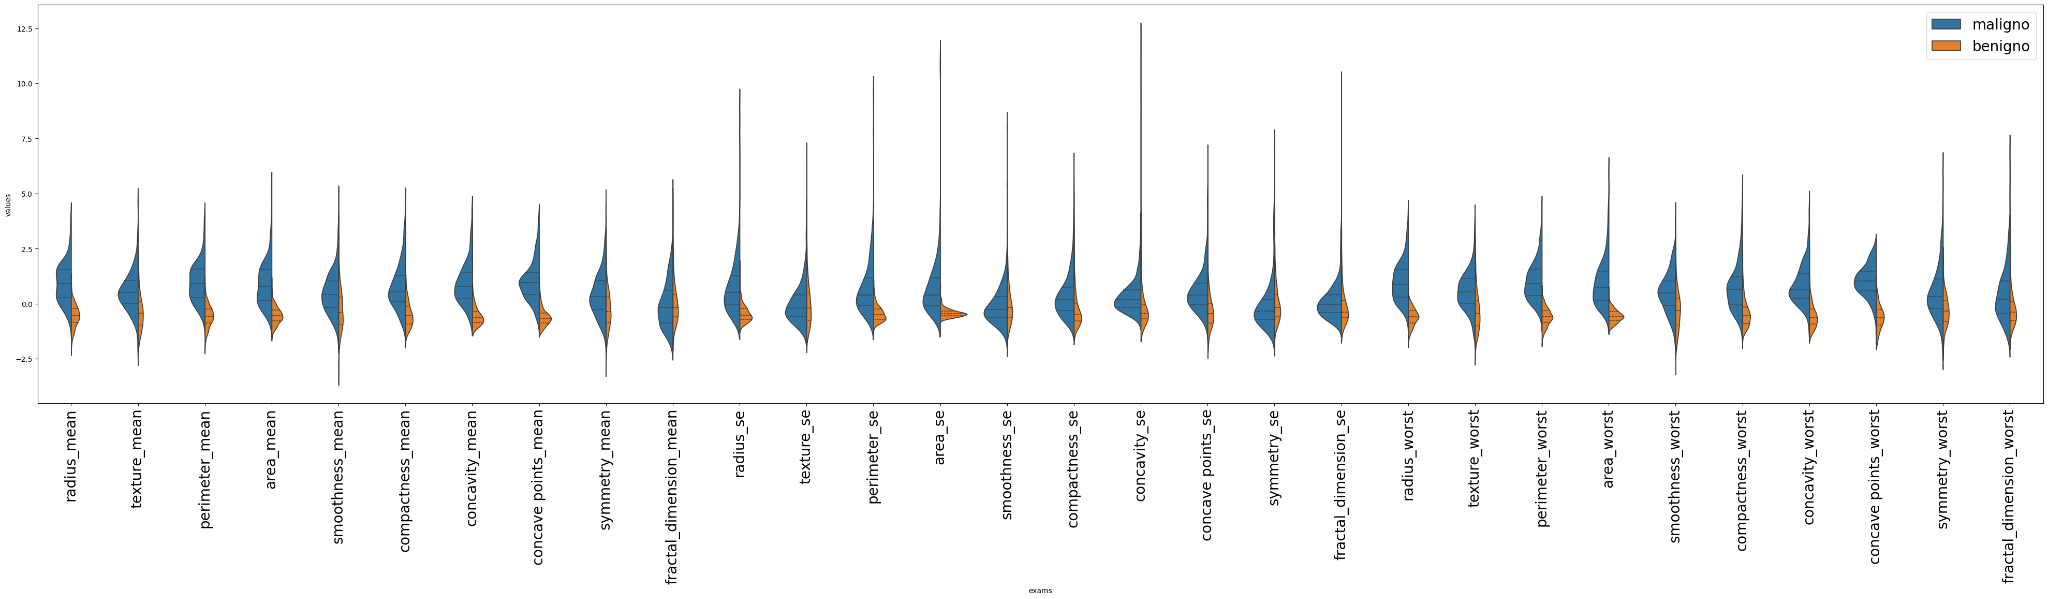 maligno
benigno
12.5
10.0
7.5
5.0
2.5
0.0
−2.5
values
radius_mean
texture_mean
perimeter_mean
area_mean
smoothness_mean
compactness_mean
concavity_mean
concave points_mean
symmetry_mean
fractal_dimension_mean
radius_se
texture_se
perimeter_se
area_se
smoothness_se
compactness_se
concavity_se
concave points_se
symmetry_se
fractal_dimension_se
radius_worst
texture_worst
perimeter_worst
area_worst
smoothness_worst
compactness_worst
concavity_worst
concave points_worst
symmetry_worst
fractal_dimension_worst
exams